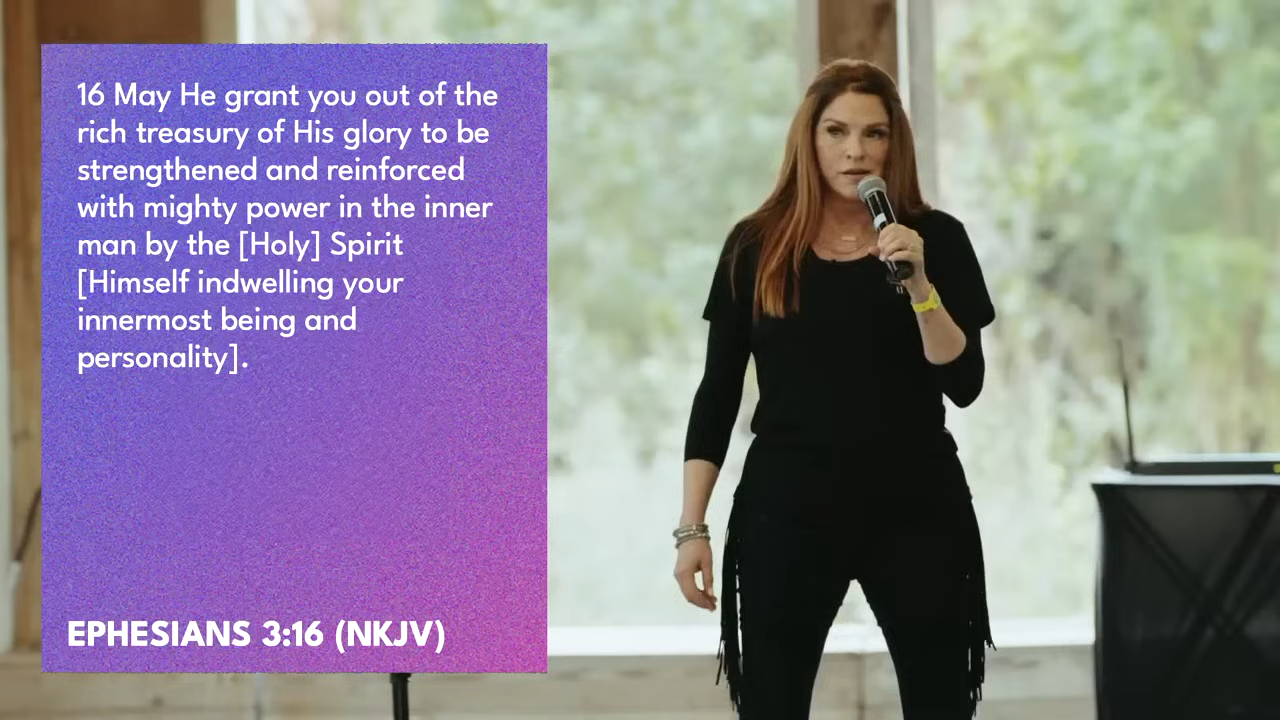 16 May He grant you out of the
rich treasury of His glory to be
strengthened and reinforced
with mighty power in the inner
man by the [Holy] Spirit
[Himself indwelling your
innermost being and
personality].
EPHESIANS 3:16 (NKJV)